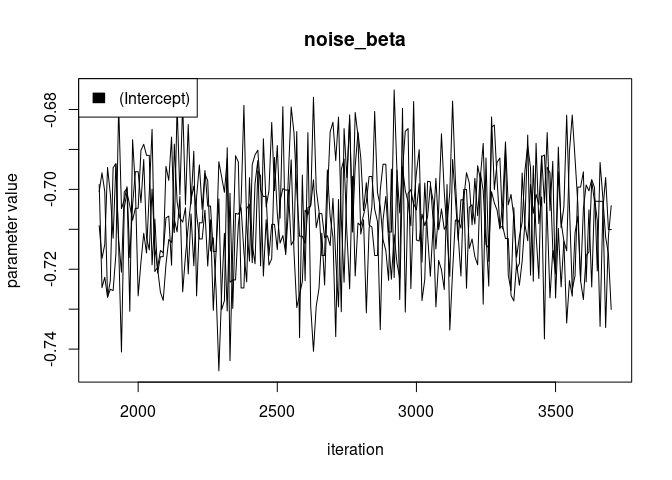 noise_beta
(Intercept)
-0.68
-0.70
-0.72
-0.74
parameter value
2000
2500
3000
3500
iteration